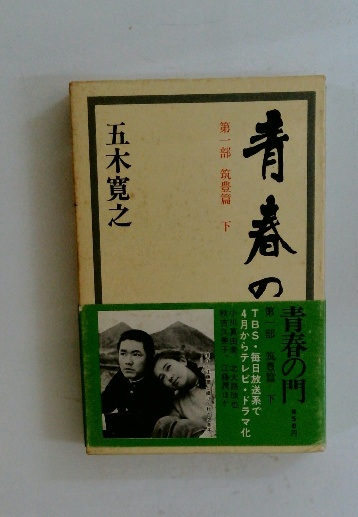 青春の
第一部 筑豊篇 下
五木寛之
青春の門
第一部 筑豊篇 下
TBS・毎日放送系で
4月からテレビ・ドラマ化